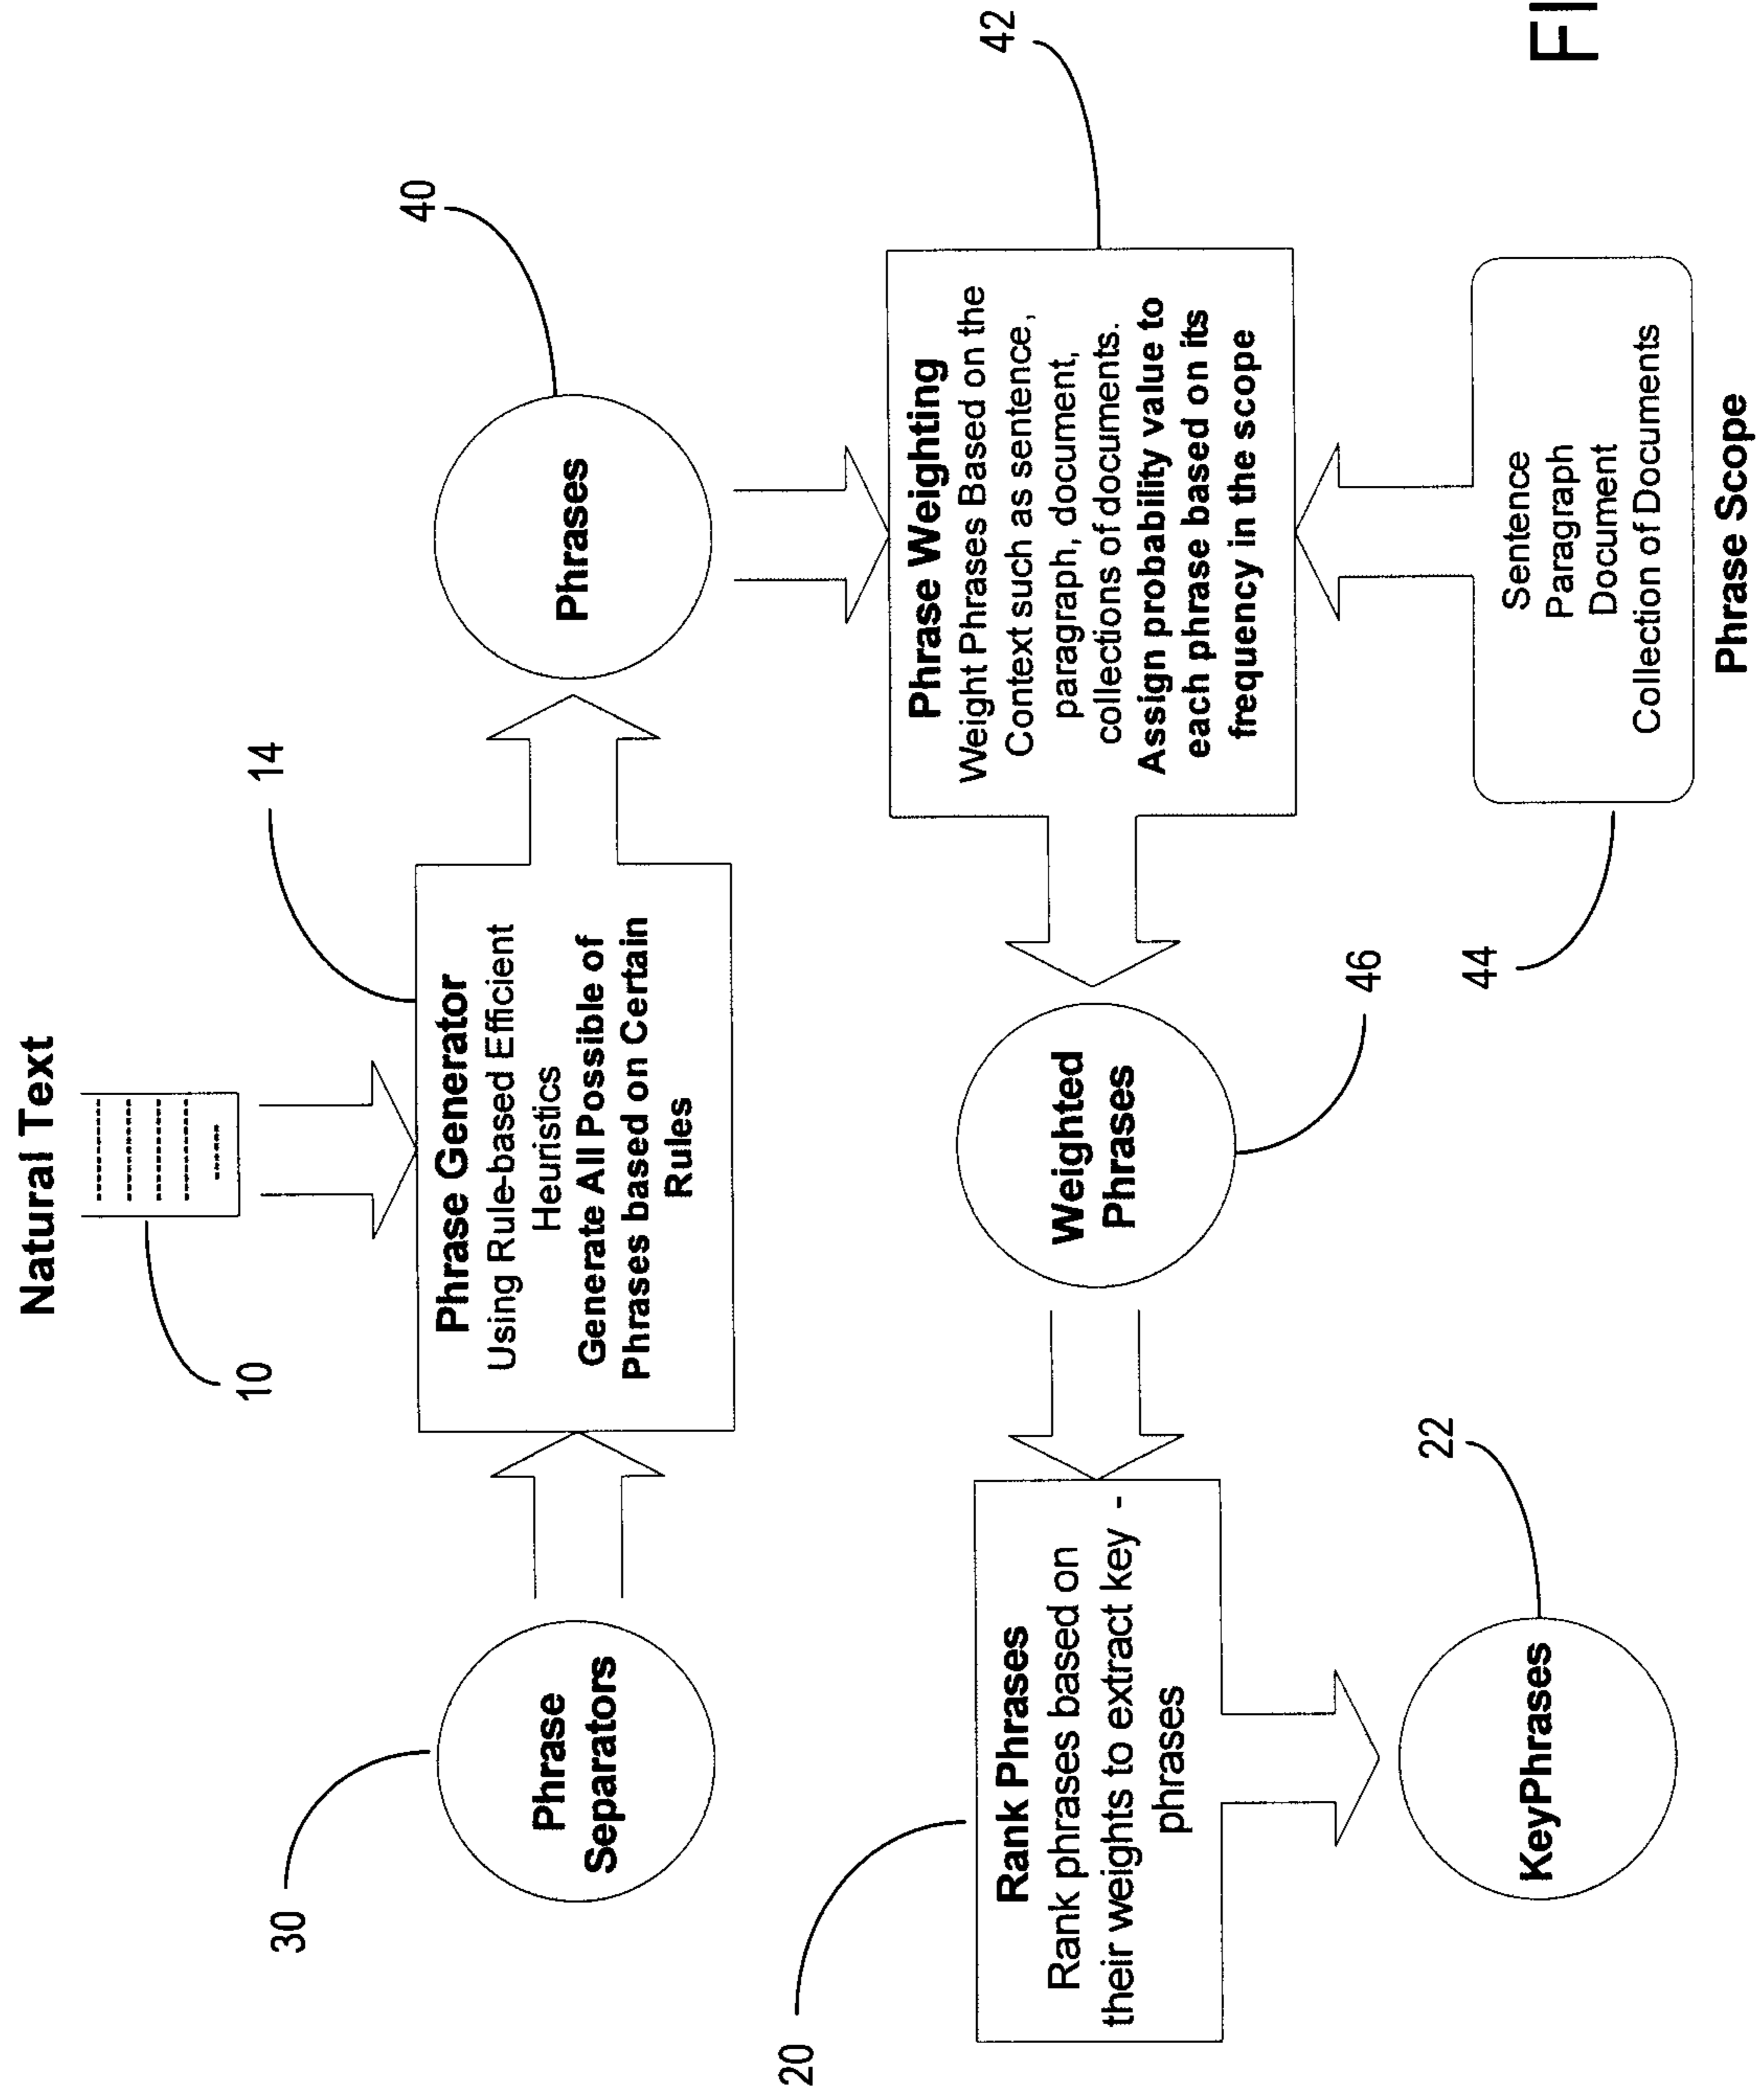 Natural Text
10
14
Phrase Generator
Using Rule-based Efficient
Heuristics
Generate All Possible of
Phrases based on Certain
Rules
30
Phrase
Separators
40
Phrases
42
Phrase Weighting
Weight Phrases Based on the
Context such as sentence,
paragraph, document,
collections of documents.
Assign probability value to
each phrase based on its
frequency in the scope
46
Weighted
Phrases
20
Rank Phrases
Rank phrases based on
their weights to extract key -
phrases
22
KeyPhrases
44
Sentence
Paragraph
Document
Collection of Documents
Phrase Scope